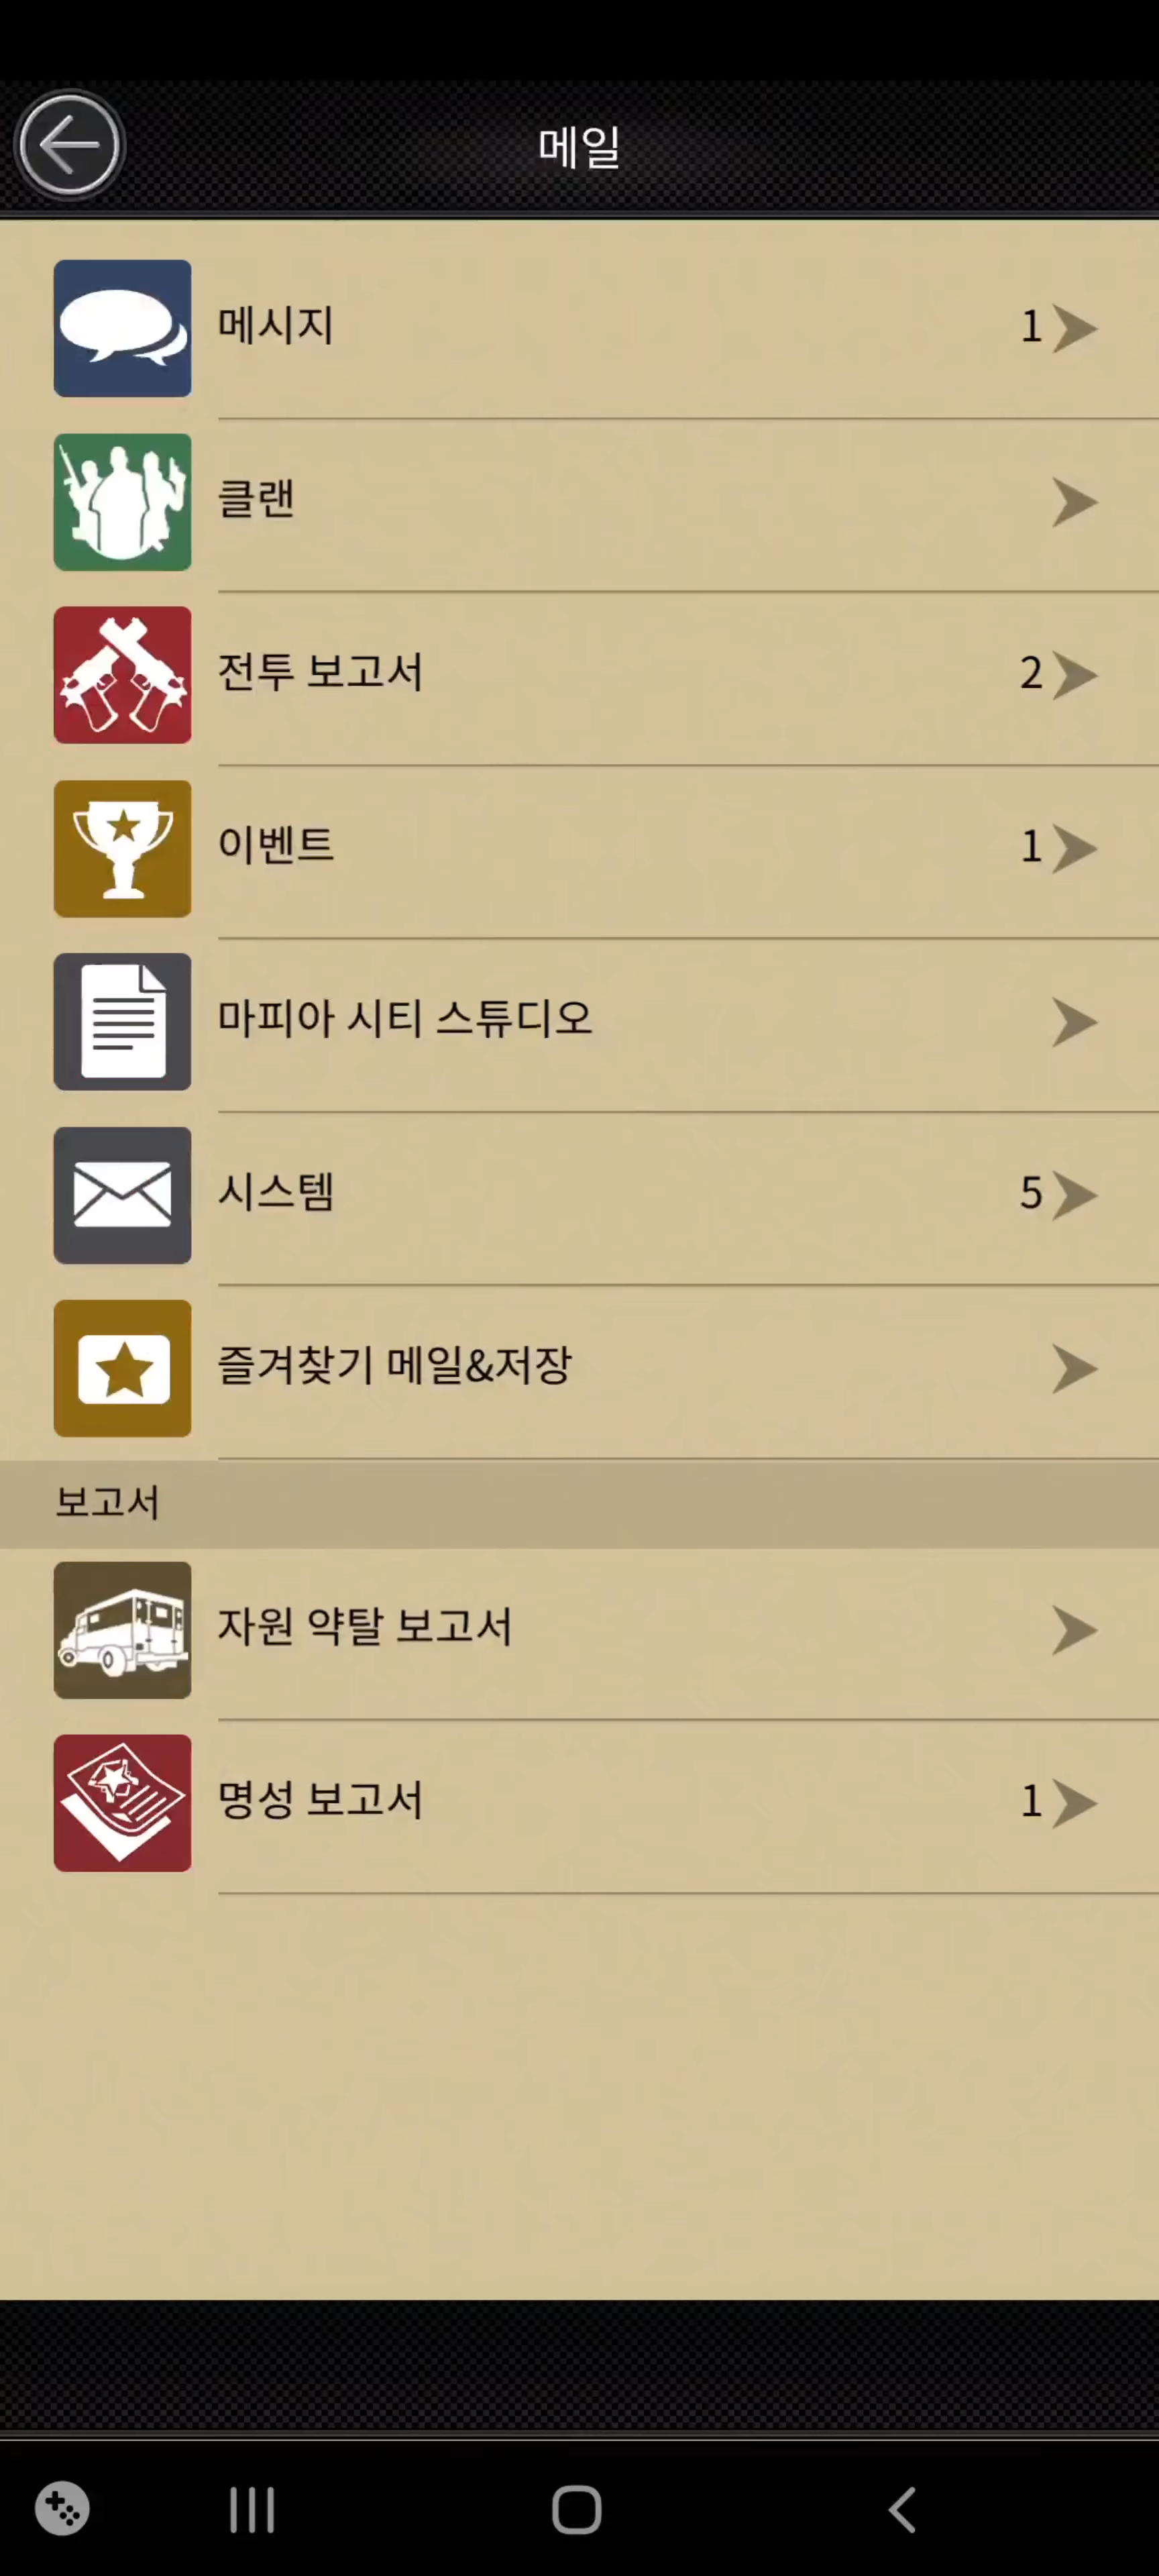 메일
메시지 1
클랜
전투 보고서 2
이벤트 1
마피아 시티 스튜디오
시스템 5
즐겨찾기 메일&저장
보고서
자원 약탈 보고서
명성 보고서 1